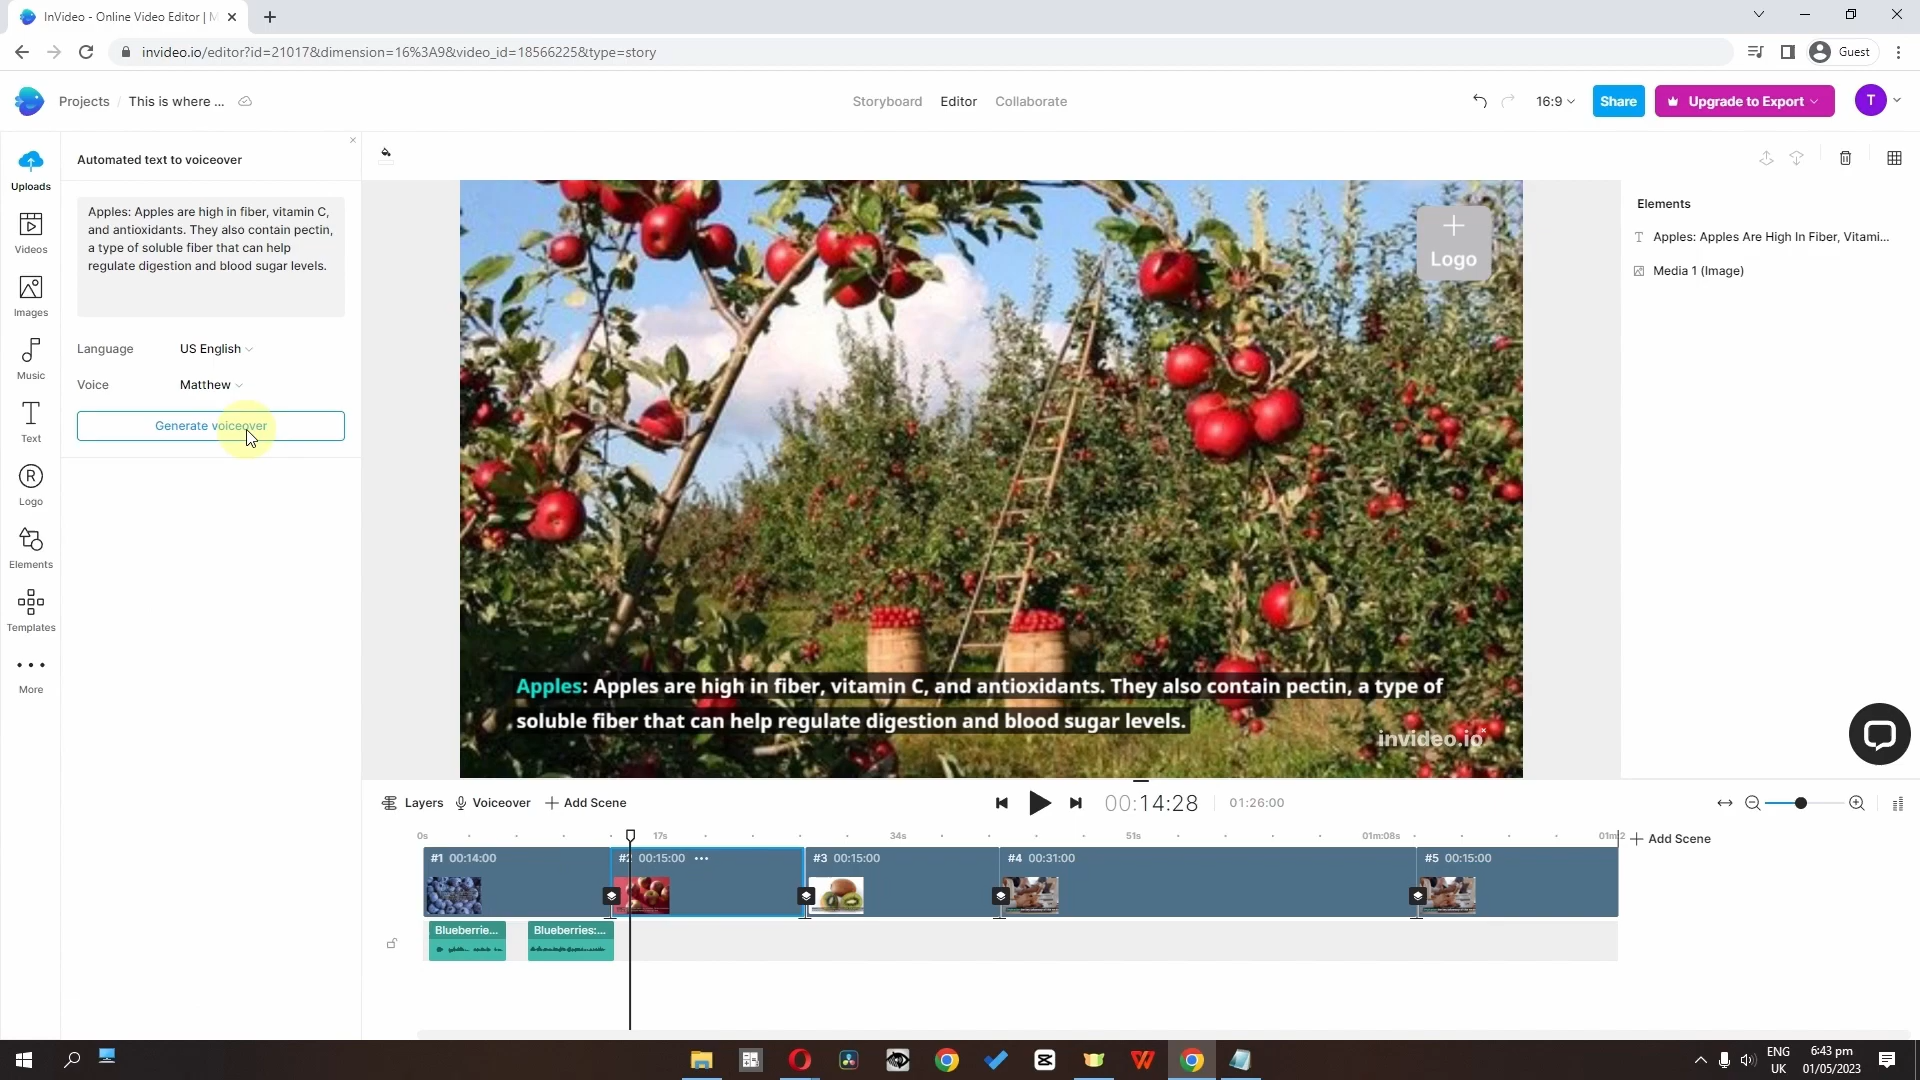 InVideo - Online Video Editor | M
invideo.io/editor?id=21017&dimension=16%3A9&video_id=18566225&type=story
Guest
Projects / This is where ...
Storyboard
Editor
Collaborate
16:9
Share
Upgrade to Export
T
Uploads
Videos
Images
Music
Text
Logo
Elements
Templates
More
Automated text to voiceover
Apples: Apples are high in fiber, vitamin C,
and antioxidants. They also contain pectin,
a type of soluble fiber that can help
regulate digestion and blood sugar levels.
Language
US English
Voice
Matthew
Generate voiceover
+
Logo
Apples: Apples are high in fiber, vitamin C, and antioxidants. They also contain pectin, a type of
soluble fiber that can help regulate digestion and blood sugar levels.
invideo.io
Elements
Apples: Apples Are High In Fiber, Vitami...
Media 1 (Image)
Layers
Voiceover
Add Scene
00:14:28
01:26:00
0s
17s
34s
51s
01m:08s
Add Scene
#1 00:14:00
#2 00:15:00
#3 00:15:00
#4 00:31:00
#5 00:15:00
Blueberrie...
Blueberries:...
ENG
UK
6:43 pm
01/05/2023